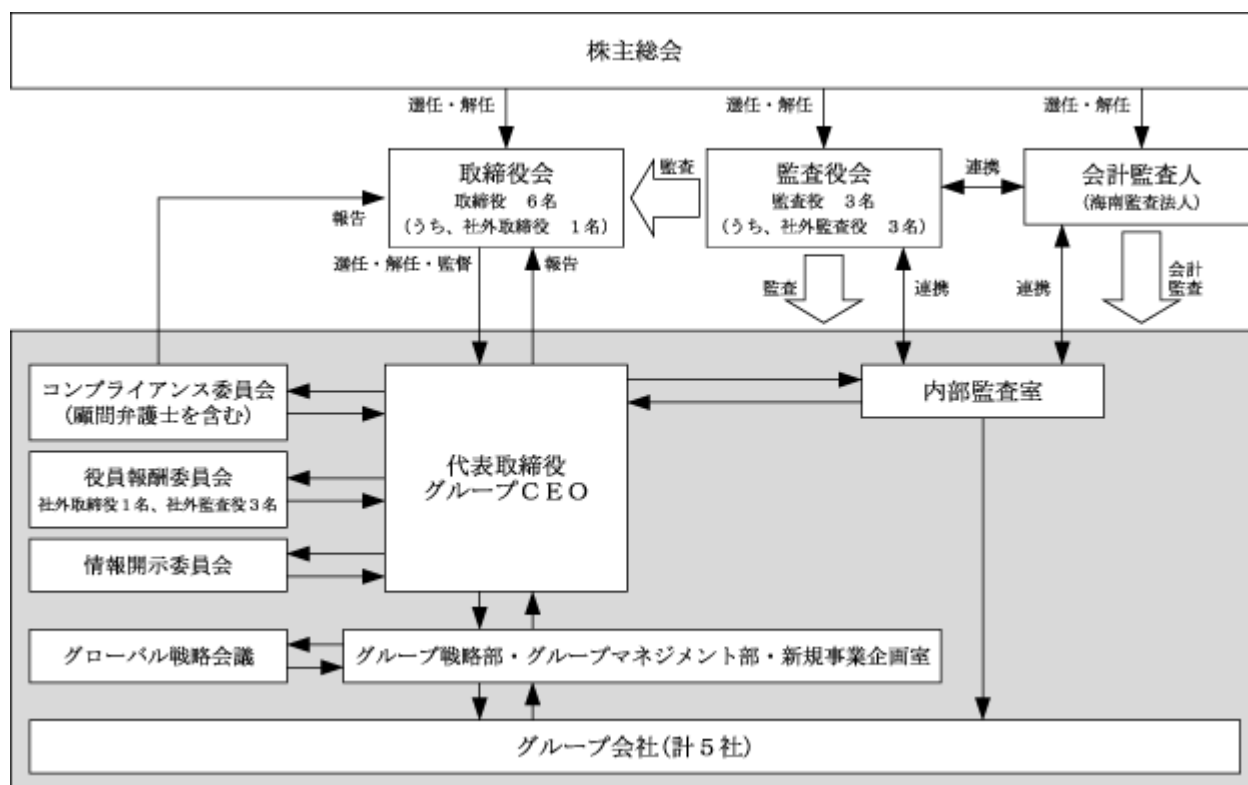 株主総会
選任・解任
選任・解任
選任・解任
取締役会
取締役　6名
(うち、社外取締役　1名)
監査
監査役会
監査役　3名
(うち、社外監査役　3名)
連携
会計監査人
(海南監査法人)
報告
選任・解任・監督
報告
監査
連携
連携
会計
監査
コンプライアンス委員会
(顧問弁護士を含む)
役員報酬委員会
社外取締役1名、社外監査役3名
情報開示委員会
代表取締役
グループCEO
内部監査室
グローバル戦略会議
グループ戦略部・グループマネジメント部・新規事業企画室
グループ会社(計5社)